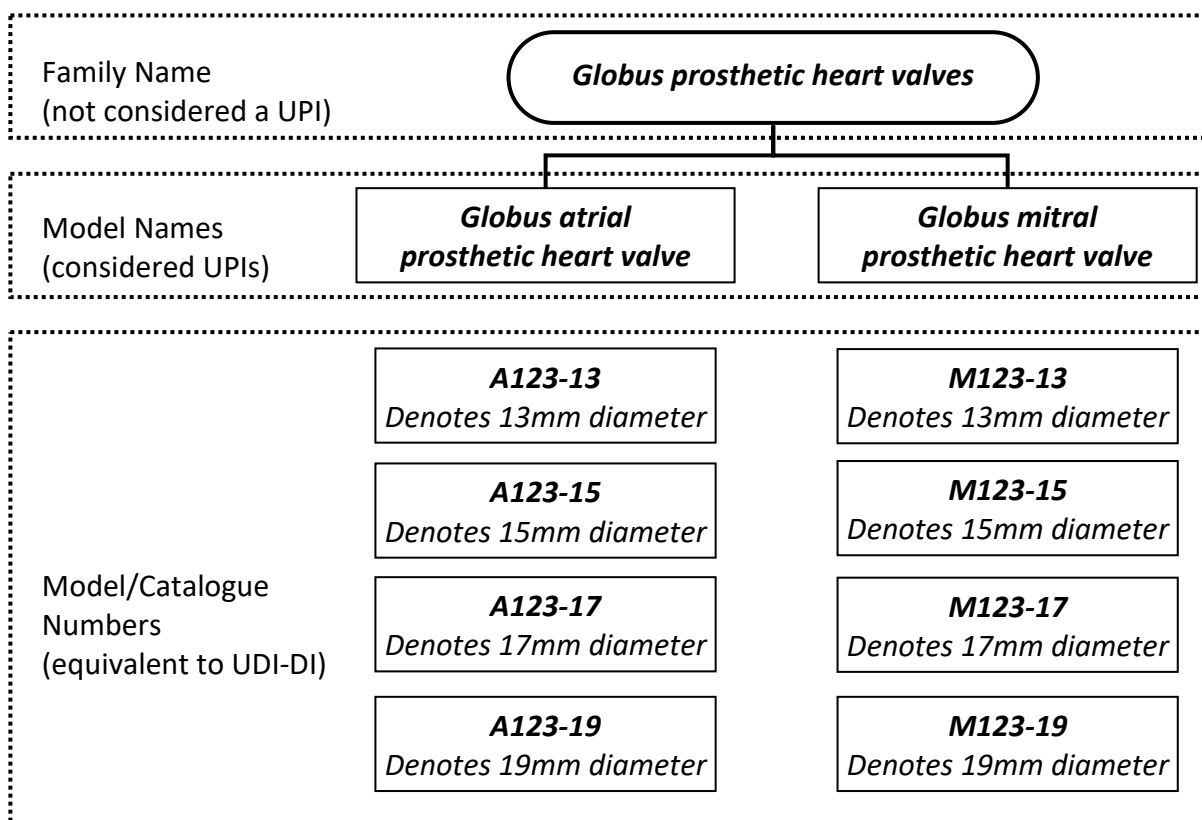 Family Name
(not considered a UPI)
Globus prosthetic heart valves
Model Names
(considered UPIs)
Globus atrial
prosthetic heart valve
Globus mitral
prosthetic heart valve
Model/Catalogue
Numbers
(equivalent to UDI-DI)
A123-13
Denotes 13mm diameter
M123-13
Denotes 13mm diameter
A123-15
Denotes 15mm diameter
M123-15
Denotes 15mm diameter
A123-17
Denotes 17mm diameter
M123-17
Denotes 17mm diameter
A123-19
Denotes 19mm diameter
M123-19
Denotes 19mm diameter